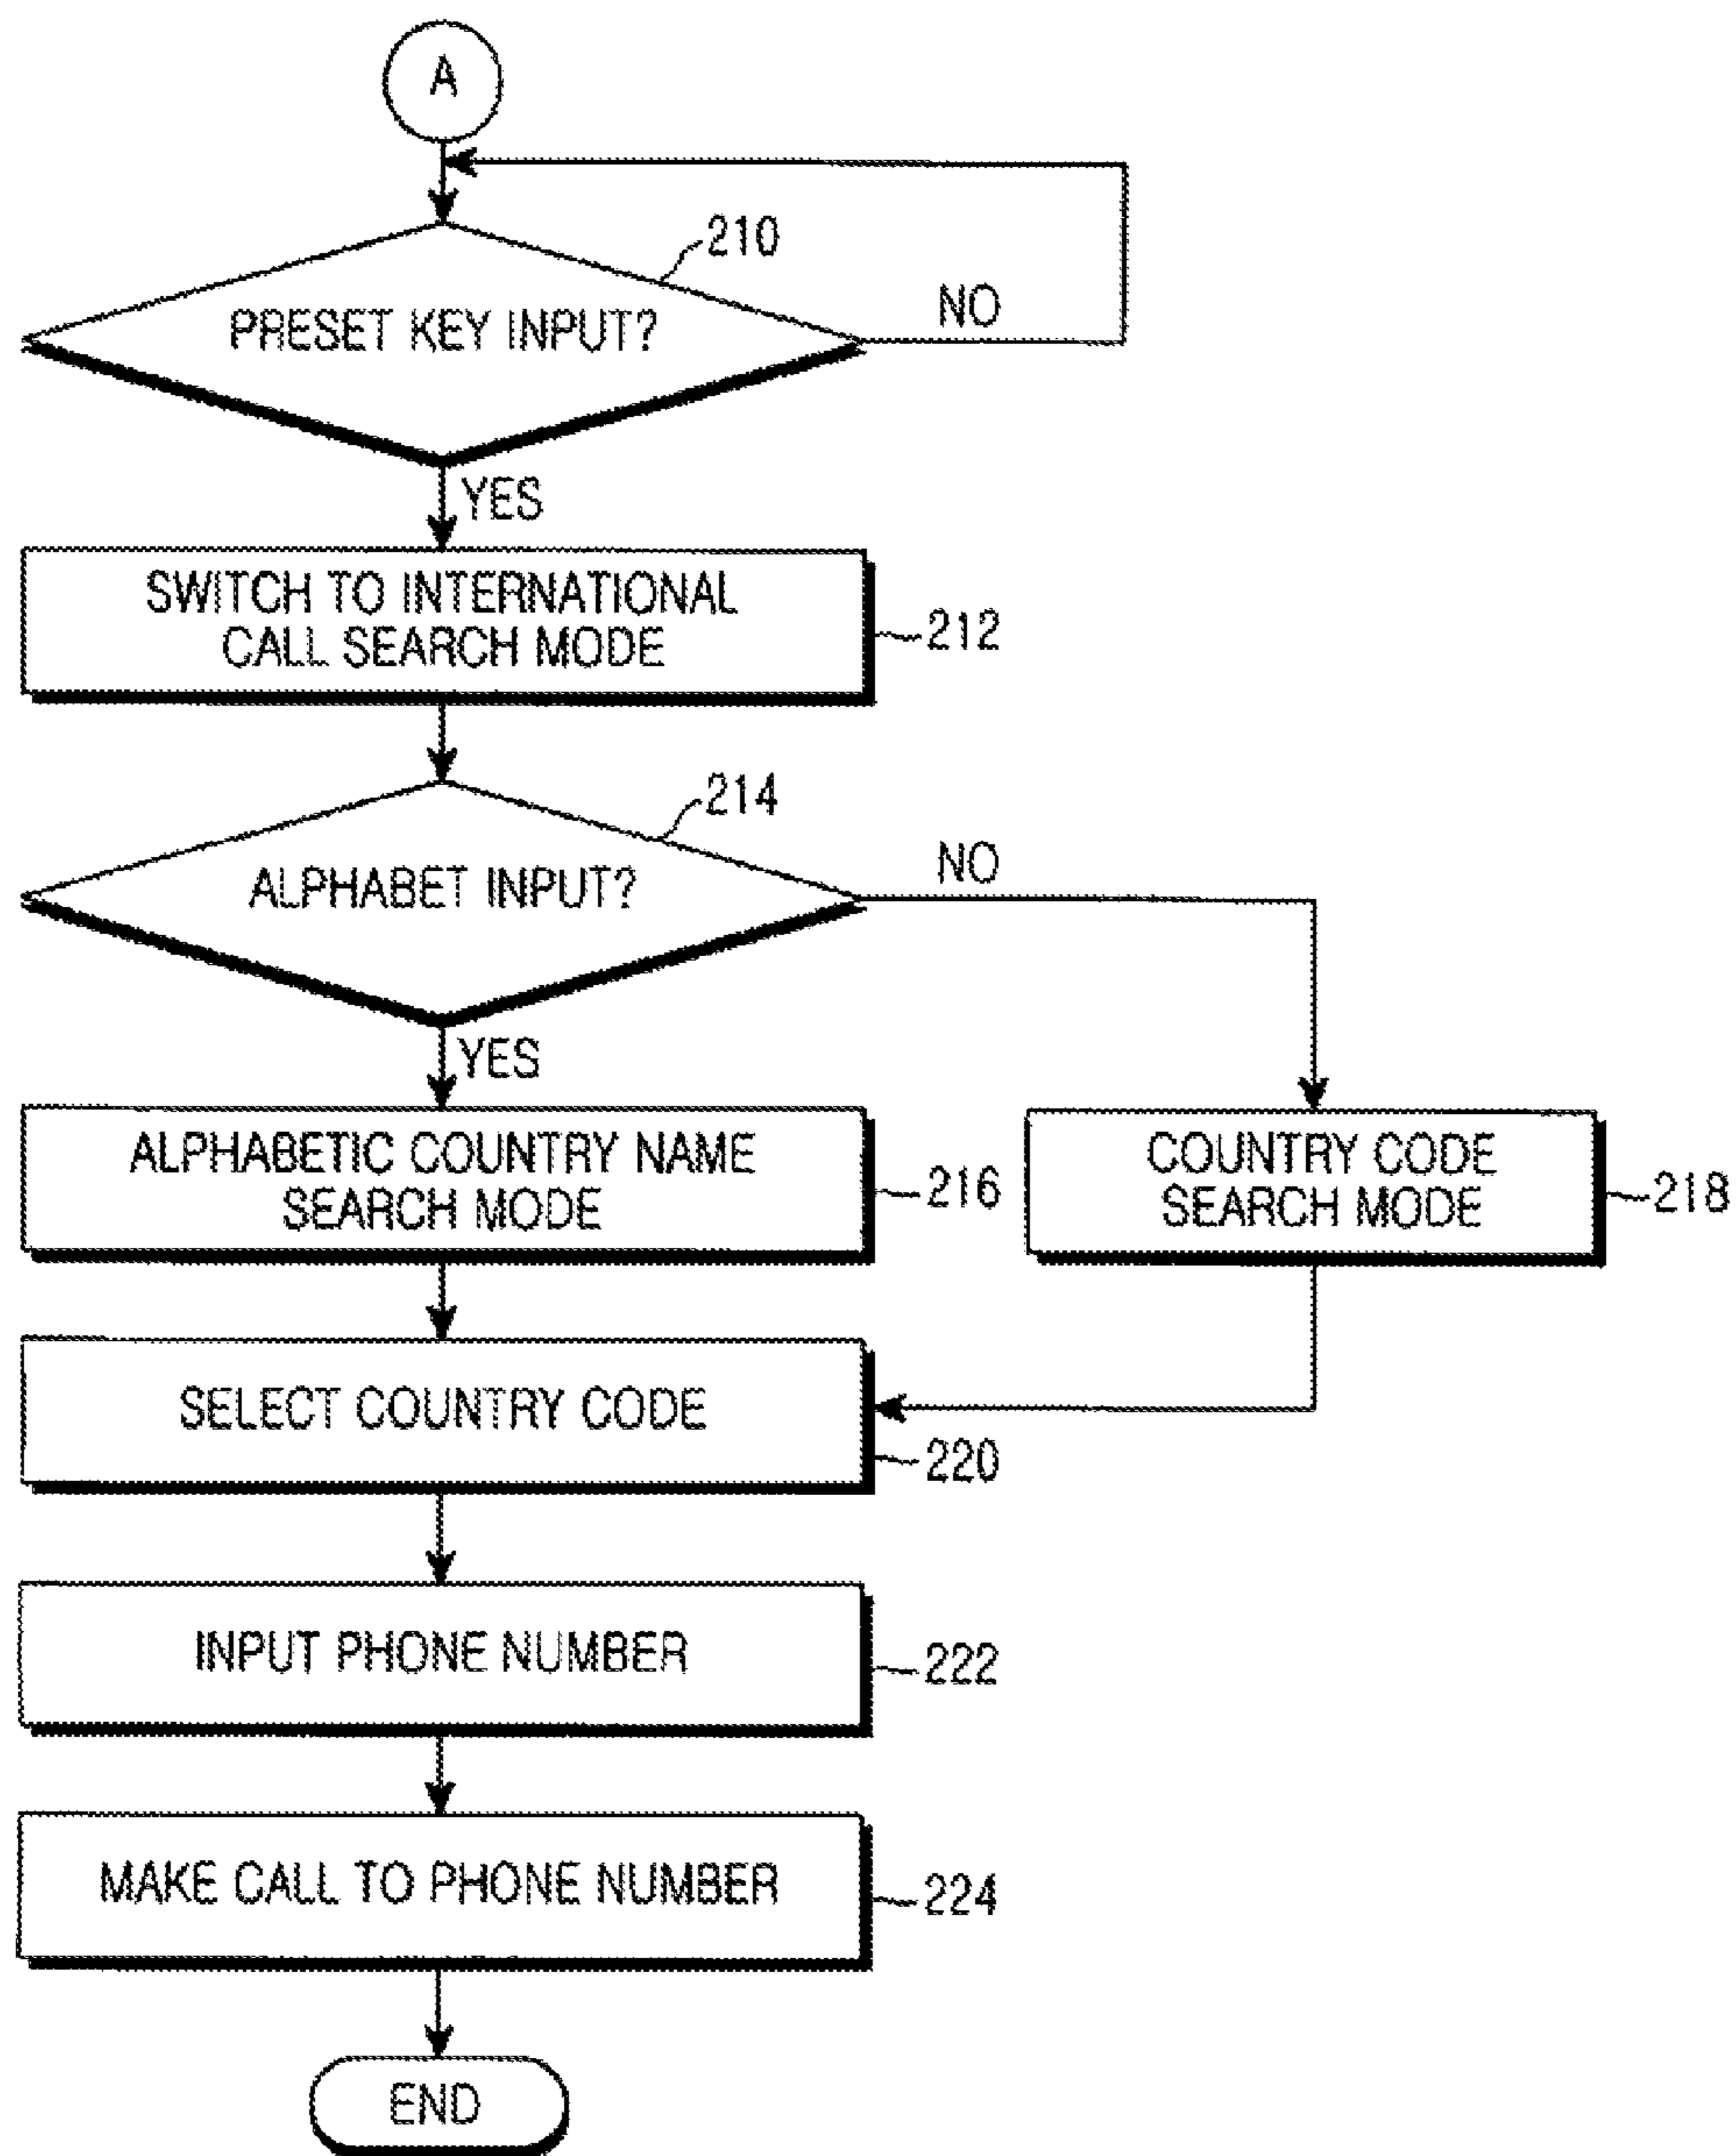 A
210
PRESET KEY INPUT?
NO
YES
SWITCH TO INTERNATIONAL
CALL SEARCH MODE
212
214
ALPHABET INPUT?
NO
YES
ALPHABETIC COUNTRY NAME
SEARCH MODE
216
COUNTRY CODE
SEARCH MODE
218
SELECT COUNTRY CODE
220
INPUT PHONE NUMBER
222
MAKE CALL TO PHONE NUMBER
224
END